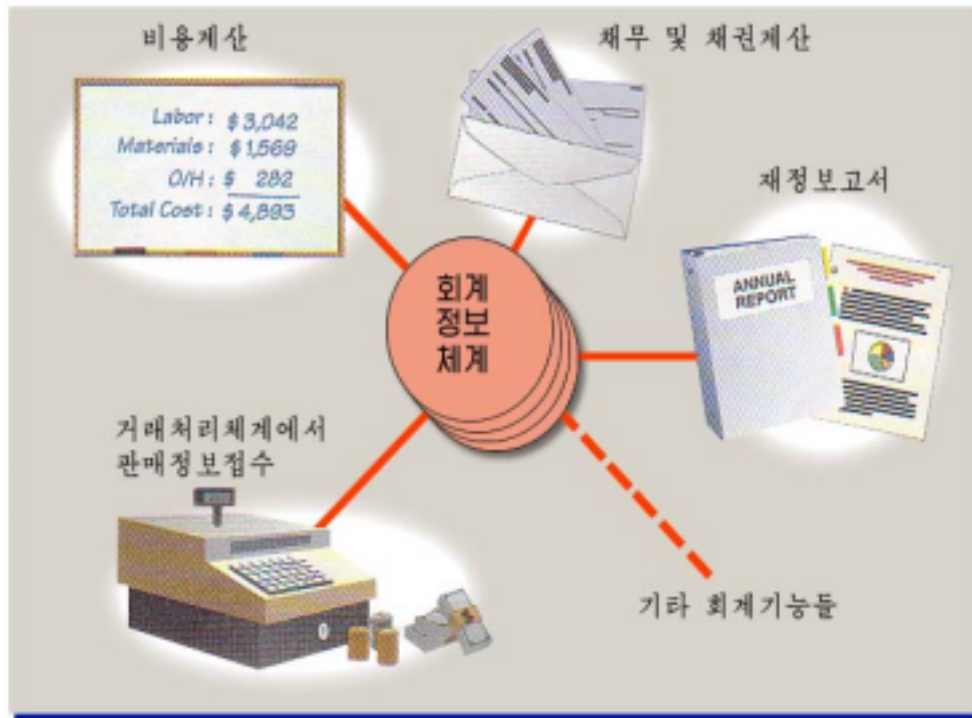 비용계산
Labor: $3,042
Materials: $1,569
O/H: $ 282
Total Cost: $4,893
채무 및 채권계산
재정보고서
ANNUAL
REPORT
회계
정보
체계
거래처리체계에서
판매정보접수
기타 회계기능들